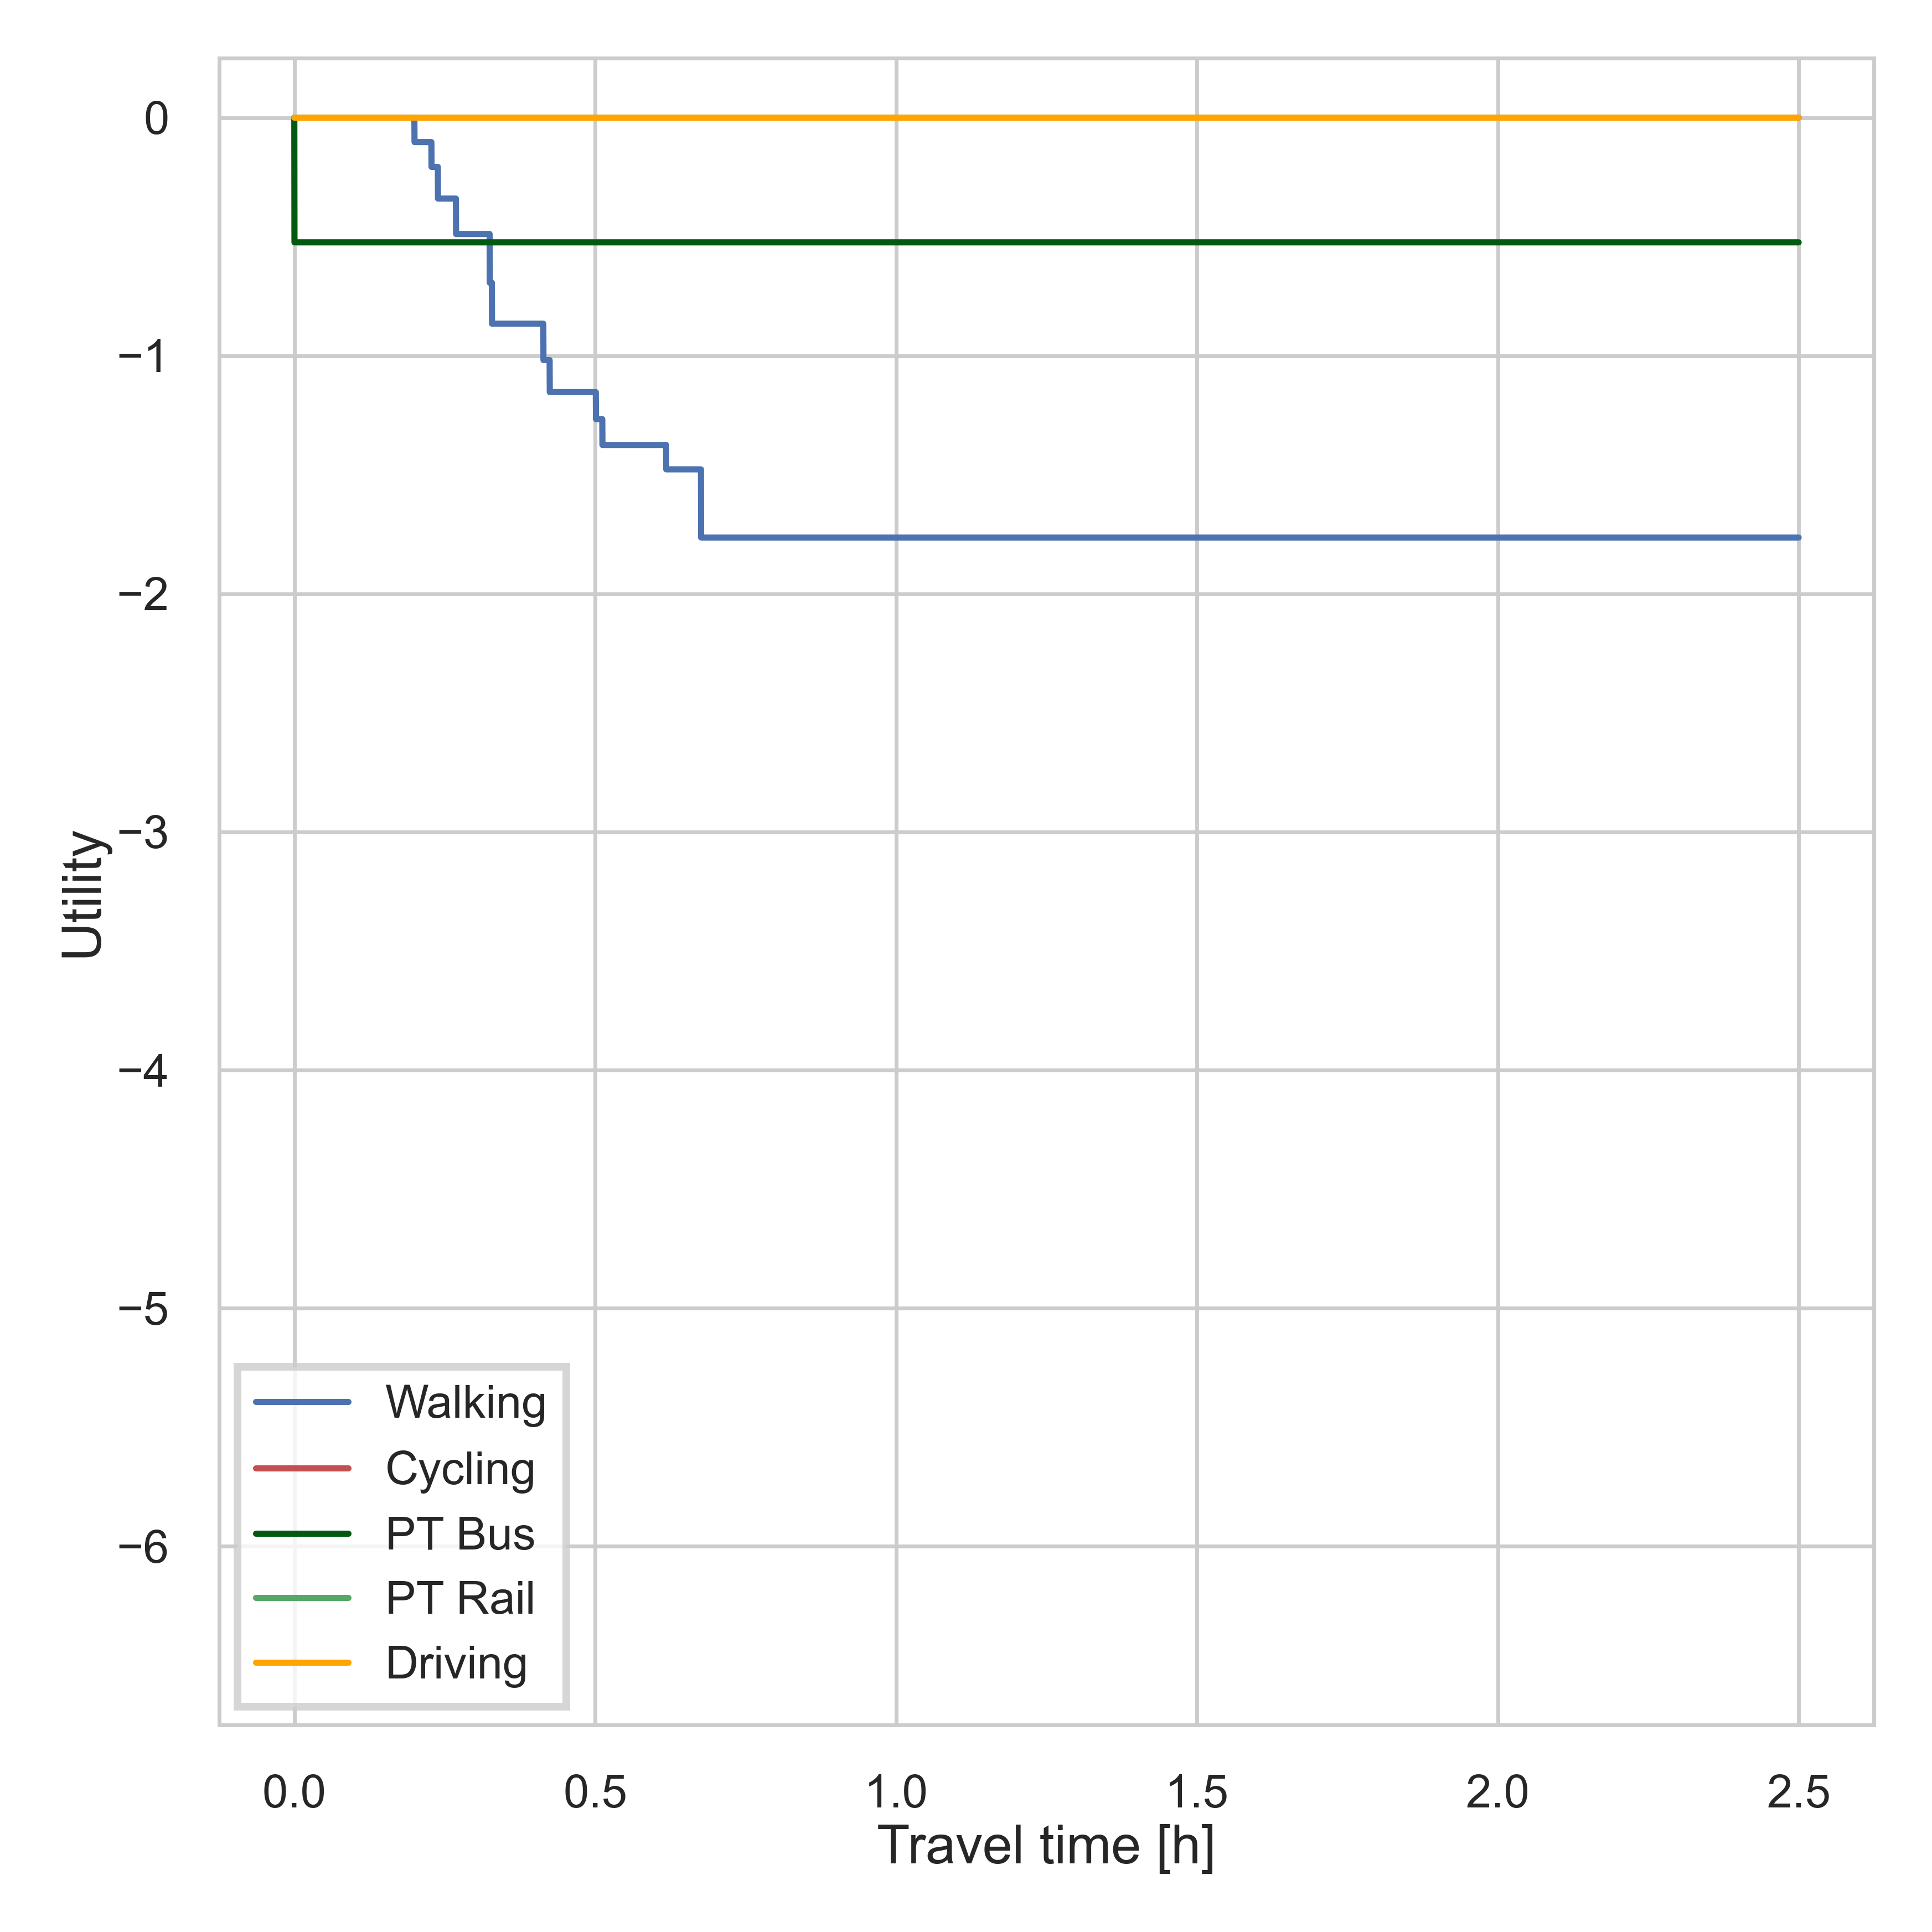 0
−1
−2
−3
−4
−5
−6
Utility
Walking
Cycling
PT Bus
PT Rail
Driving
0.0 0.5 1.0 1.5 2.0 2.5
Travel time [h]